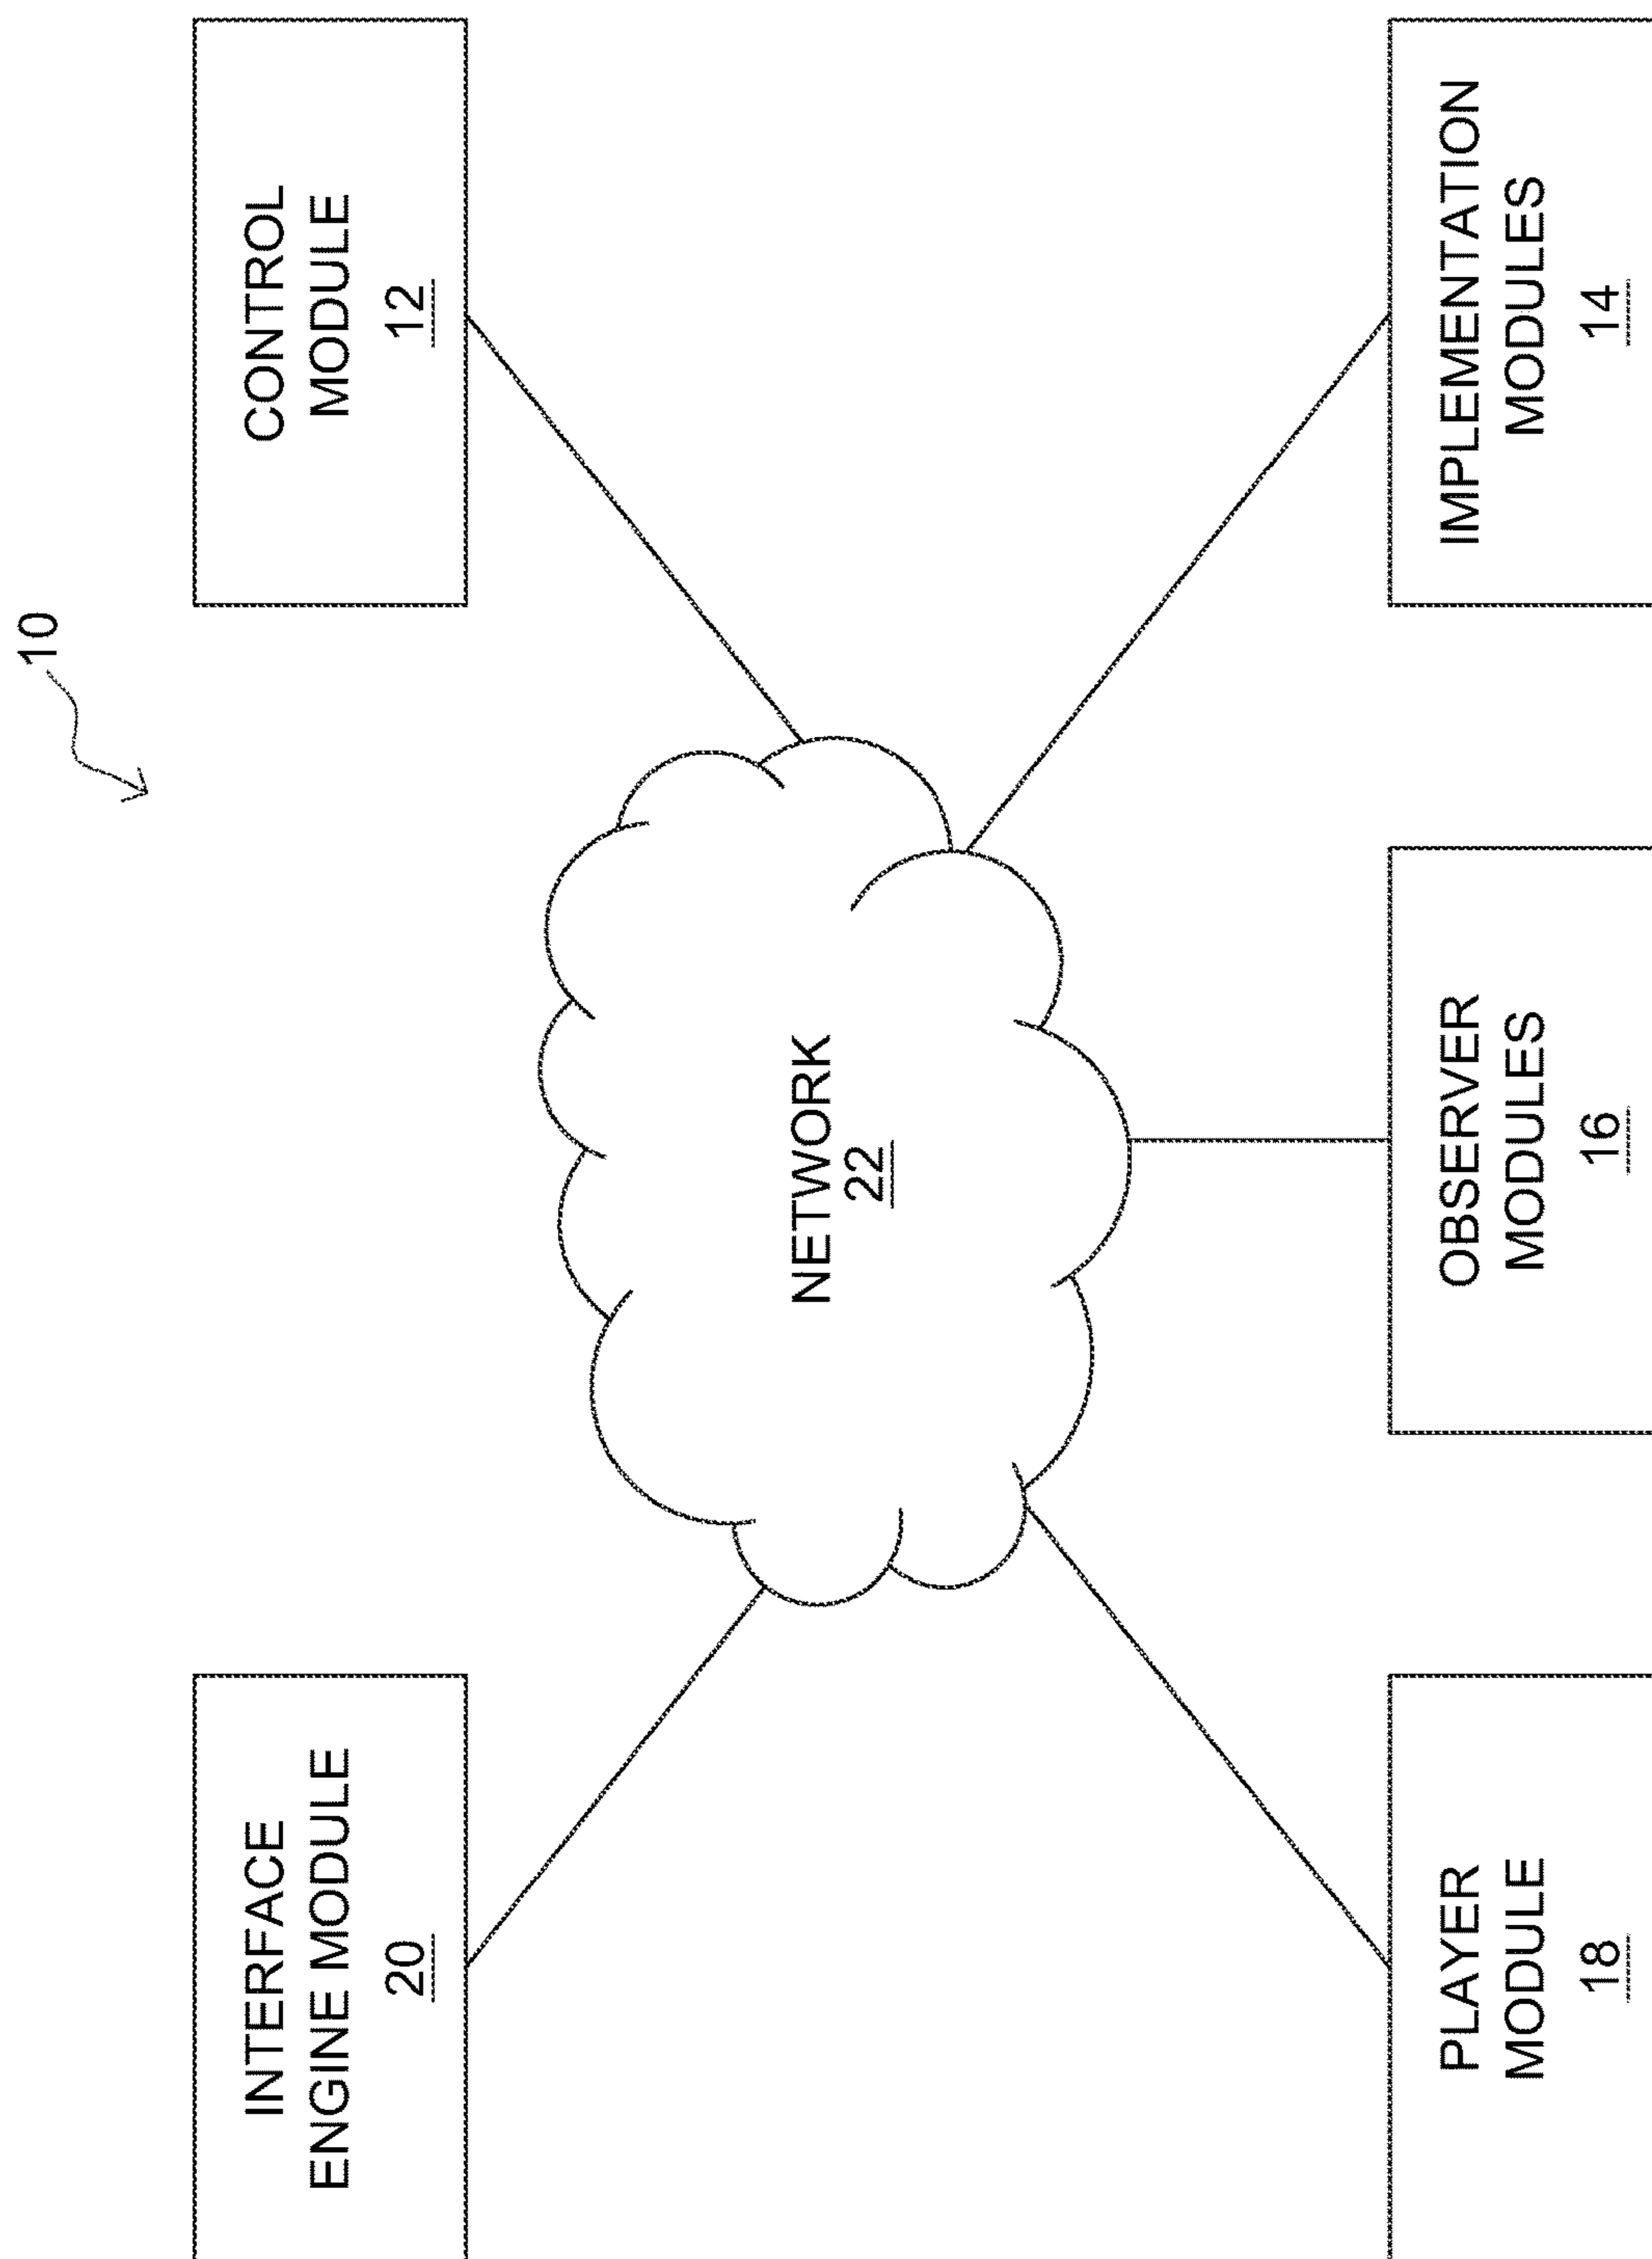 10
INTERFACE
ENGINE MODULE
20
CONTROL
MODULE
12
NETWORK
22
PLAYER
MODULE
18
OBSERVER
MODULES
16
IMPLEMENTATION
MODULES
14